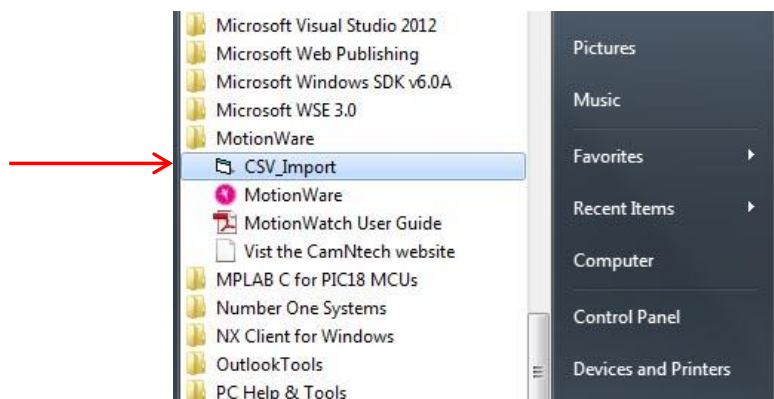 Microsoft Visual Studio 2012
Microsoft Web Publishing
Microsoft Windows SDK v6.0A
Microsoft WSE 3.0
MotionWare
CSV_Import
MotionWare
MotionWatch User Guide
Vist the CamNtech website
MPLAB C for PIC18 MCUs
Number One Systems
NX Client for Windows
OutlookTools
PC Help & Tools
Pictures
Music
Favorites
Recent Items
Computer
Control Panel
Devices and Printers